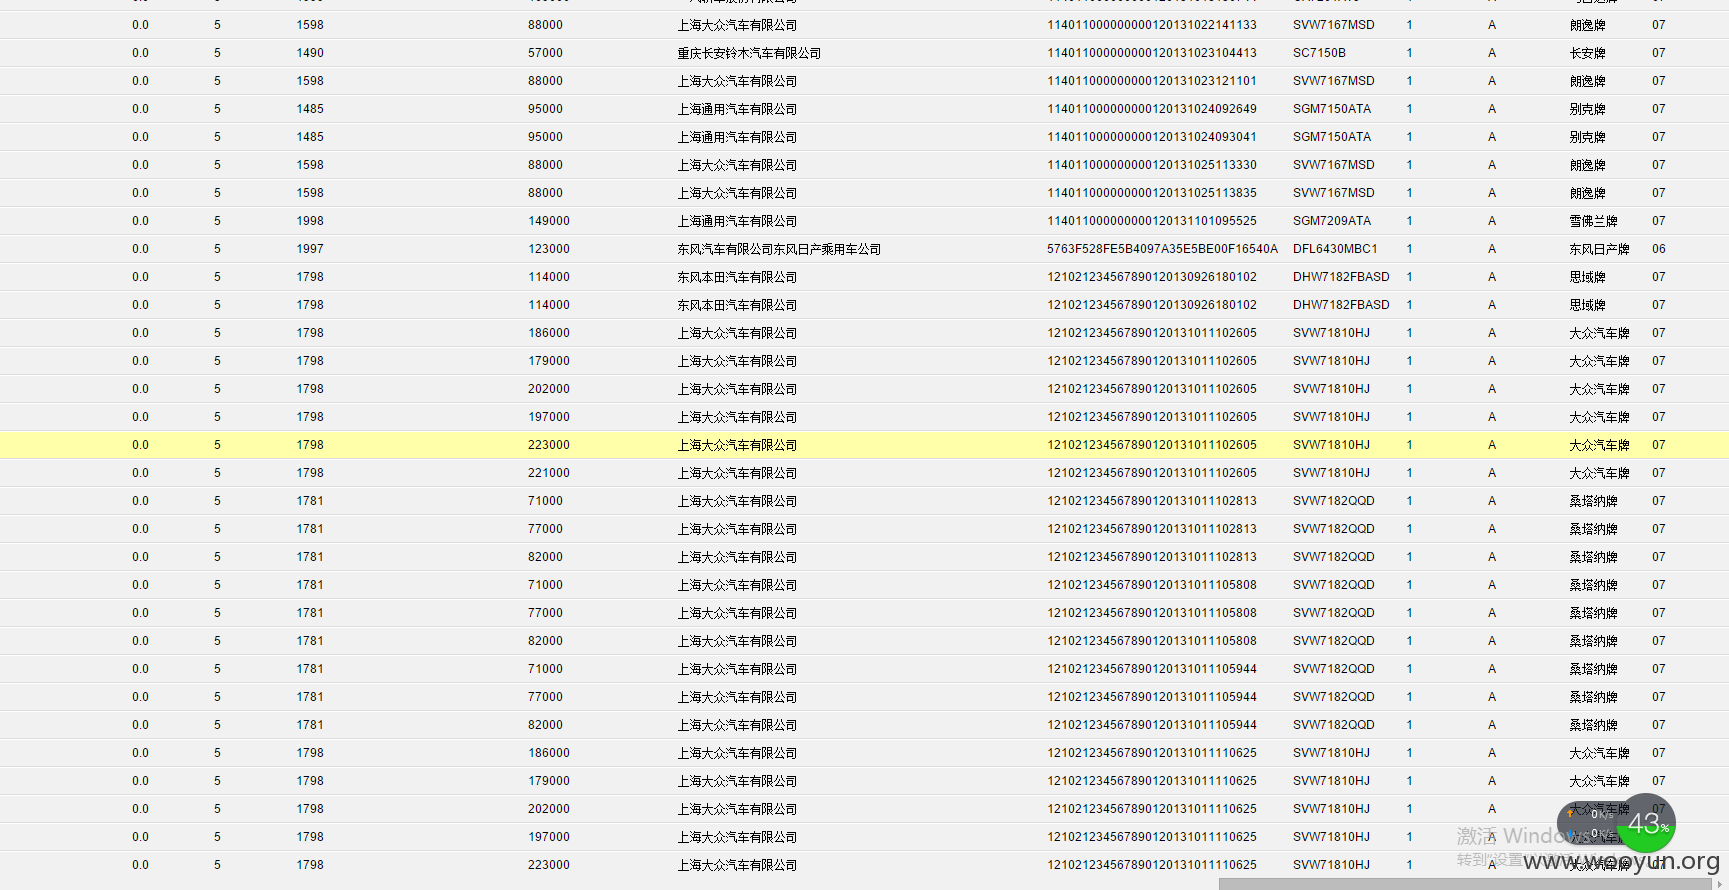 0.0 5 1598 88000 上海大众汽车有限公司 1140110000000000120131022141133 SVW7167MSD 1 A 朗逸牌 07
0.0 5 1490 57000 重庆长安铃木汽车有限公司 1140110000000000120131023104413 SC7150B 1 A 长安牌 07
0.0 5 1598 88000 上海大众汽车有限公司 1140110000000000120131023121101 SVW7167MSD 1 A 朗逸牌 07
0.0 5 1485 95000 上海通用汽车有限公司 1140110000000000120131024092649 SGM7150ATA 1 A 别克牌 07
0.0 5 1485 95000 上海通用汽车有限公司 1140110000000000120131024093041 SGM7150ATA 1 A 别克牌 07
0.0 5 1598 88000 上海大众汽车有限公司 1140110000000000120131025113330 SVW7167MSD 1 A 朗逸牌 07
0.0 5 1598 88000 上海大众汽车有限公司 1140110000000000120131025113835 SVW7167MSD 1 A 朗逸牌 07
0.0 5 1998 149000 上海通用汽车有限公司 1140110000000000120131101095525 SGM7209ATA 1 A 雪佛兰牌 07
0.0 5 1997 123000 东风汽车有限公司东风日产乘用车公司 5763F528FE5B4097A35E5BE00F16540A DFL6430MBC1 1 A 东风日产牌 06
0.0 5 1798 114000 东风本田汽车有限公司 121021234567890120130926180102 DHW7182FBASD 1 A 思域牌 07
0.0 5 1798 114000 东风本田汽车有限公司 121021234567890120130926180102 DHW7182FBASD 1 A 思域牌 07
0.0 5 1798 186000 上海大众汽车有限公司 121021234567890120131011102605 SVW71810HJ 1 A 大众汽车牌 07
0.0 5 1798 179000 上海大众汽车有限公司 121021234567890120131011102605 SVW71810HJ 1 A 大众汽车牌 07
0.0 5 1798 202000 上海大众汽车有限公司 121021234567890120131011102605 SVW71810HJ 1 A 大众汽车牌 07
0.0 5 1798 197000 上海大众汽车有限公司 121021234567890120131011102605 SVW71810HJ 1 A 大众汽车牌 07
0.0 5 1798 223000 上海大众汽车有限公司 121021234567890120131011102605 SVW71810HJ 1 A 大众汽车牌 07
0.0 5 1798 221000 上海大众汽车有限公司 121021234567890120131011102605 SVW71810HJ 1 A 大众汽车牌 07
0.0 5 1781 71000 上海大众汽车有限公司 121021234567890120131011102813 SVW7182QQD 1 A 桑塔纳牌 07
0.0 5 1781 77000 上海大众汽车有限公司 121021234567890120131011102813 SVW7182QQD 1 A 桑塔纳牌 07
0.0 5 1781 82000 上海大众汽车有限公司 121021234567890120131011102813 SVW7182QQD 1 A 桑塔纳牌 07
0.0 5 1781 71000 上海大众汽车有限公司 121021234567890120131011105808 SVW7182QQD 1 A 桑塔纳牌 07
0.0 5 1781 77000 上海大众汽车有限公司 121021234567890120131011105808 SVW7182QQD 1 A 桑塔纳牌 07
0.0 5 1781 82000 上海大众汽车有限公司 121021234567890120131011105808 SVW7182QQD 1 A 桑塔纳牌 07
0.0 5 1781 71000 上海大众汽车有限公司 121021234567890120131011105944 SVW7182QQD 1 A 桑塔纳牌 07
0.0 5 1781 77000 上海大众汽车有限公司 121021234567890120131011105944 SVW7182QQD 1 A 桑塔纳牌 07
0.0 5 1781 82000 上海大众汽车有限公司 121021234567890120131011105944 SVW7182QQD 1 A 桑塔纳牌 07
0.0 5 1798 186000 上海大众汽车有限公司 121021234567890120131011110625 SVW71810HJ 1 A 大众汽车牌 07
0.0 5 1798 179000 上海大众汽车有限公司 121021234567890120131011110625 SVW71810HJ 1 A 大众汽车牌 07
0.0 5 1798 202000 上海大众汽车有限公司 121021234567890120131011110625 SVW71810HJ 1 A 大众汽车牌 07
0K/s
43%
0.0 5 1798 197000 上海大众汽车有限公司 121021234567890120131011110625 SVW71810HJ 1 A
0K/s
激活 Windows
0.0 5 1798 223000 上海大众汽车有限公司 121021234567890120131011110625 SVW71810HJ 1 A
转到"设置"
www.wooyun.org